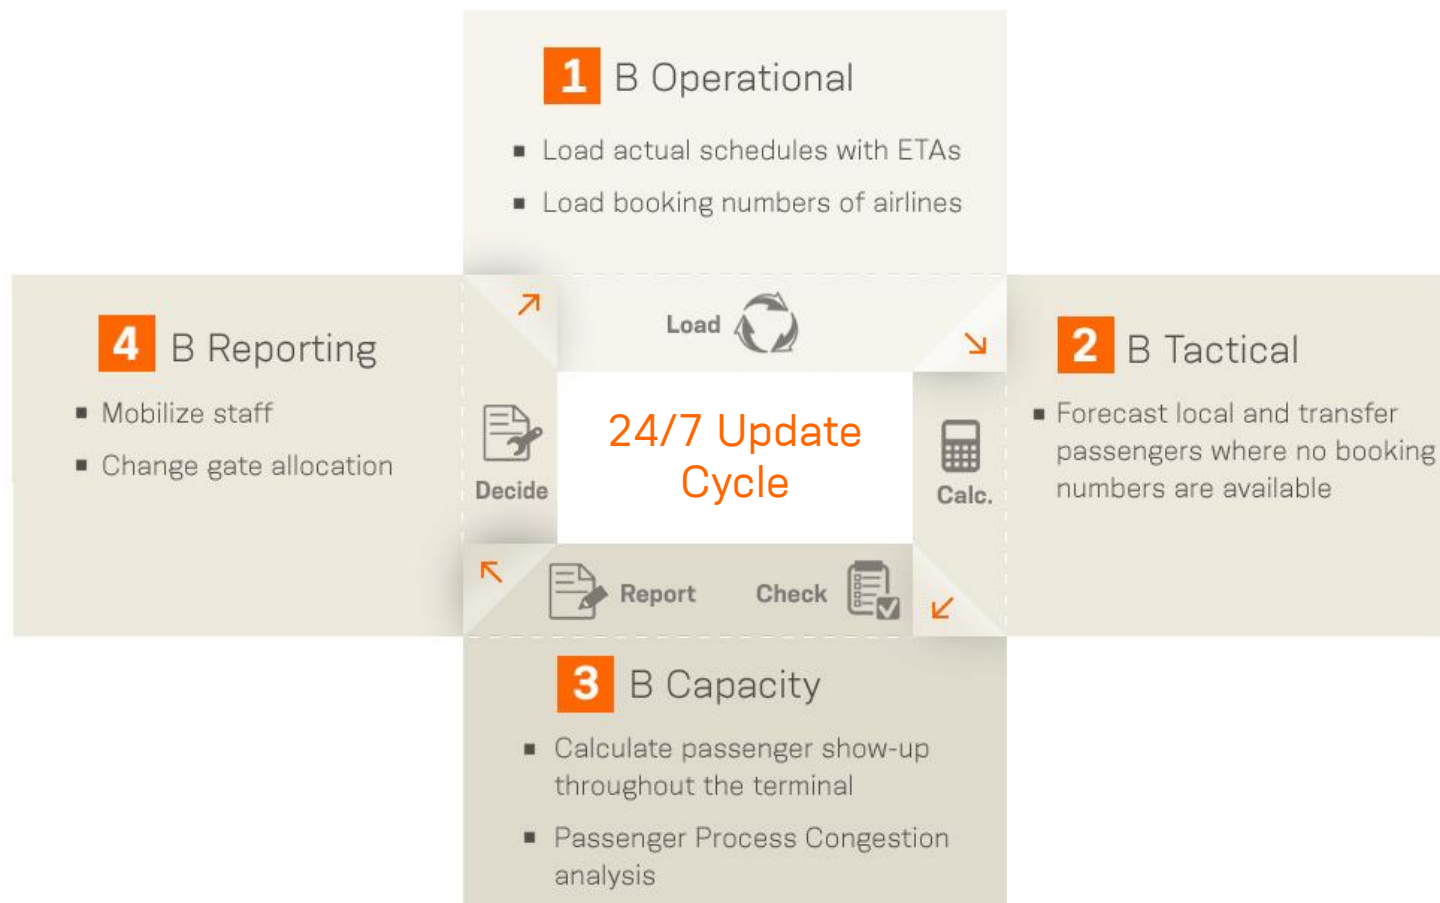 1 B Operational
▪ Load actual schedules with ETAs
▪ Load booking numbers of airlines
Load
4 B Reporting
▪ Mobilize staff
▪ Change gate allocation
Decide
24/7 Update
Cycle
Calc.
2 B Tactical
▪ Forecast local and transfer
passengers where no booking
numbers are available
Report
Check
3 B Capacity
▪ Calculate passenger show-up
throughout the terminal
▪ Passenger Process Congestion
analysis